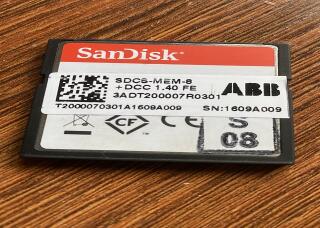 SanDisk
SDCS-MEM-8
+DCC 1.40 FE
3ADT200007R0301
ABB
T2000070301A1609A009
SN:1609A009
CF
CE
S
08